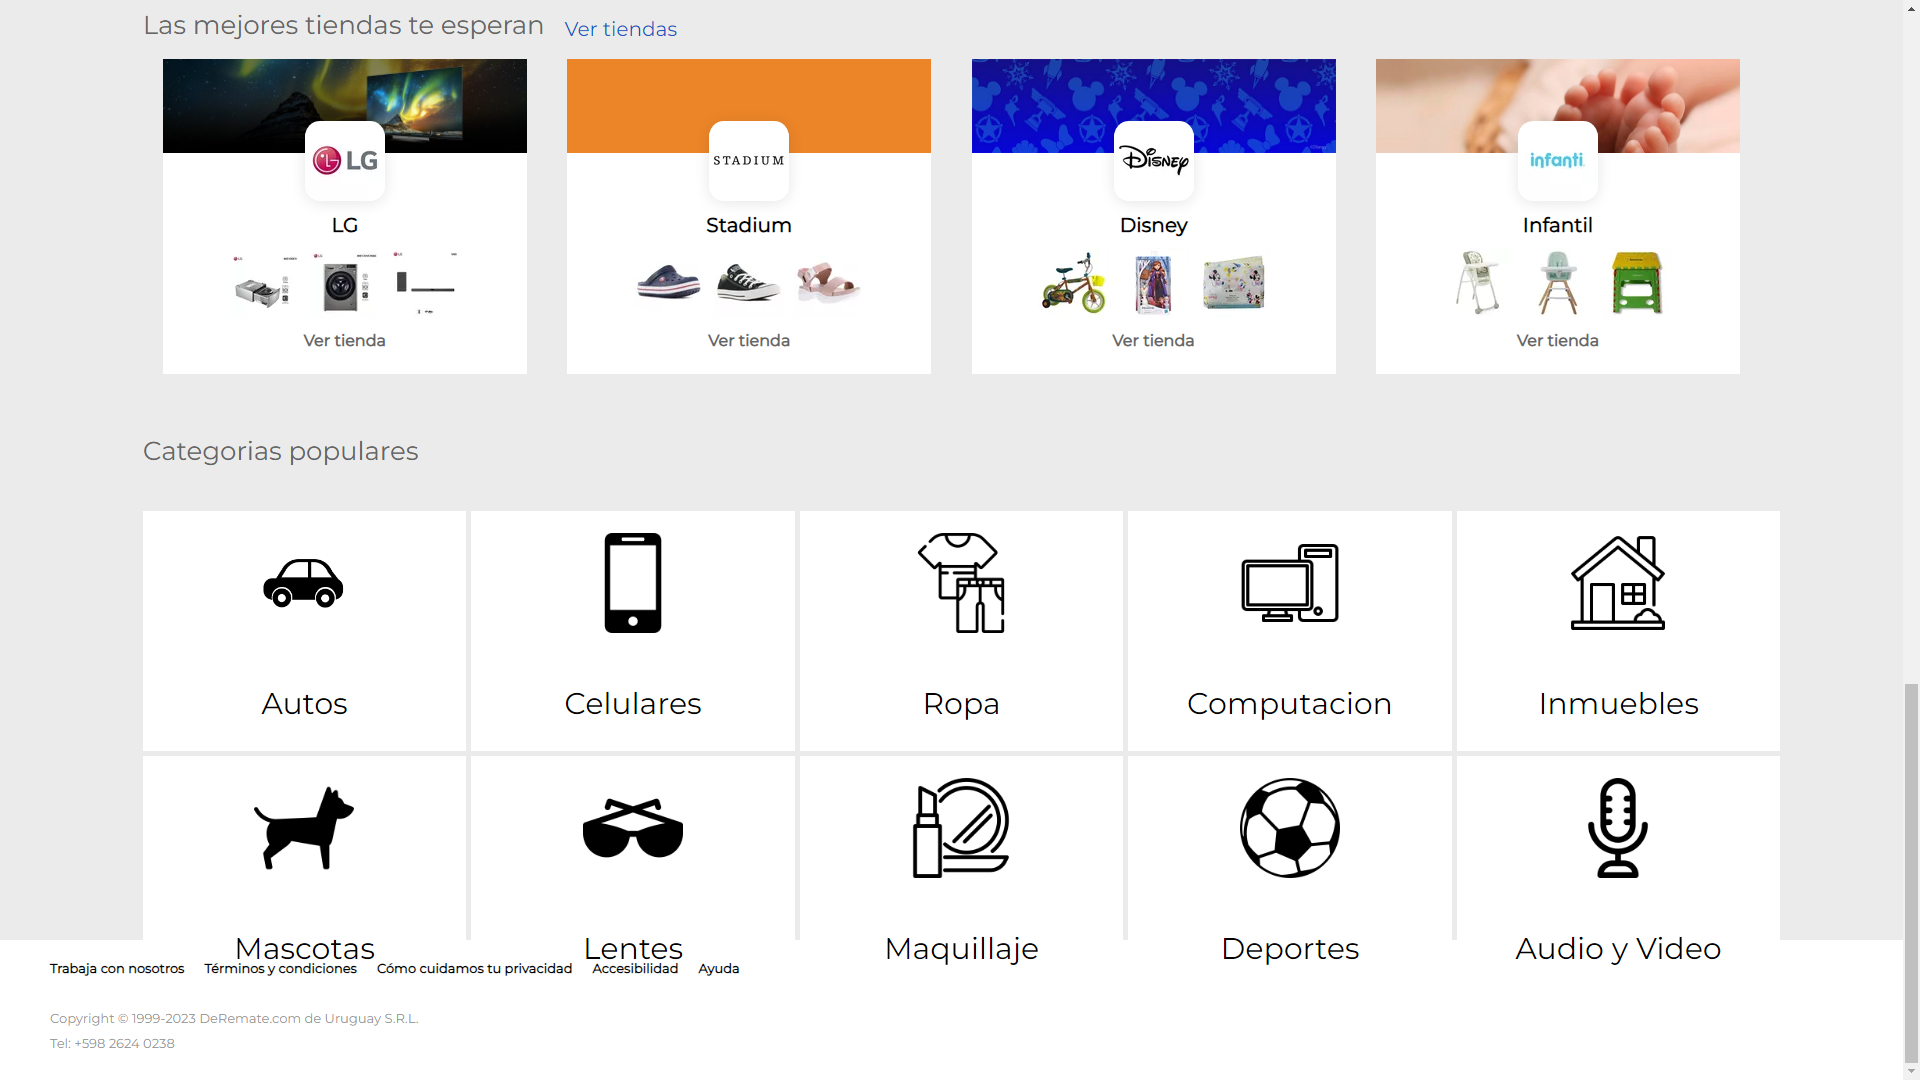 Las mejores tiendas te esperan Ver tiendas
LG
STADIUM
Disney
infanti
LG
Stadium
Disney
Infantil
Ver tienda
Ver tienda
Ver tienda
Ver tienda
Categorias populares
Autos
Celulares
Ropa
Computacion
Inmuebles
Mascotas
Lentes
Maquillaje
Deportes
Audio y Video
Trabaja con nosotros Términos y condiciones Cómo cuidamos tu privacidad Accesibilidad Ayuda
Copyright © 1999-2023 DeRemate.com de Uruguay S.R.L.
Tel: +598 2624 0238